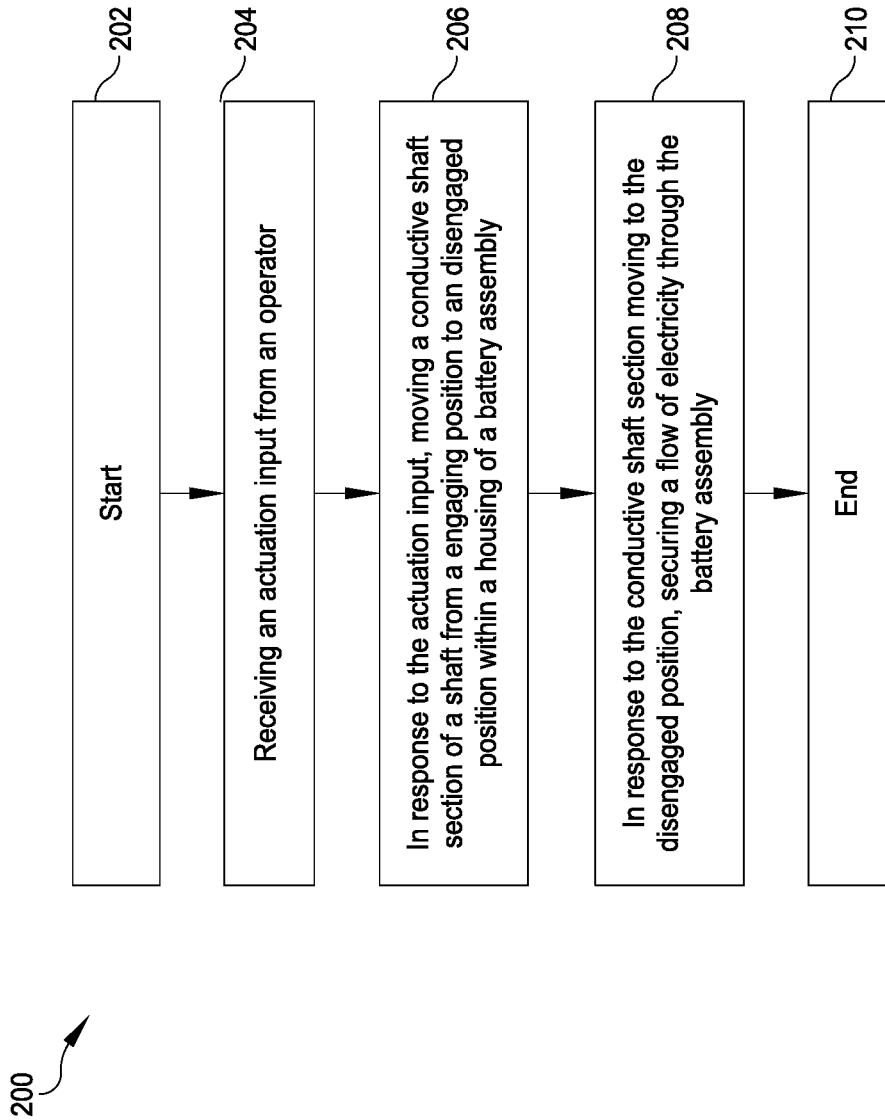 200
Start
202
Receiving an actuation input from an operator
204
In response to the actuation input, moving a conductive shaft
section of a shaft from a engaging position to an disengaged
position within a housing of a battery assembly
206
In response to the conductive shaft section moving to the
disengaged position, securing a flow of electricity through the
battery assembly
208
End
210